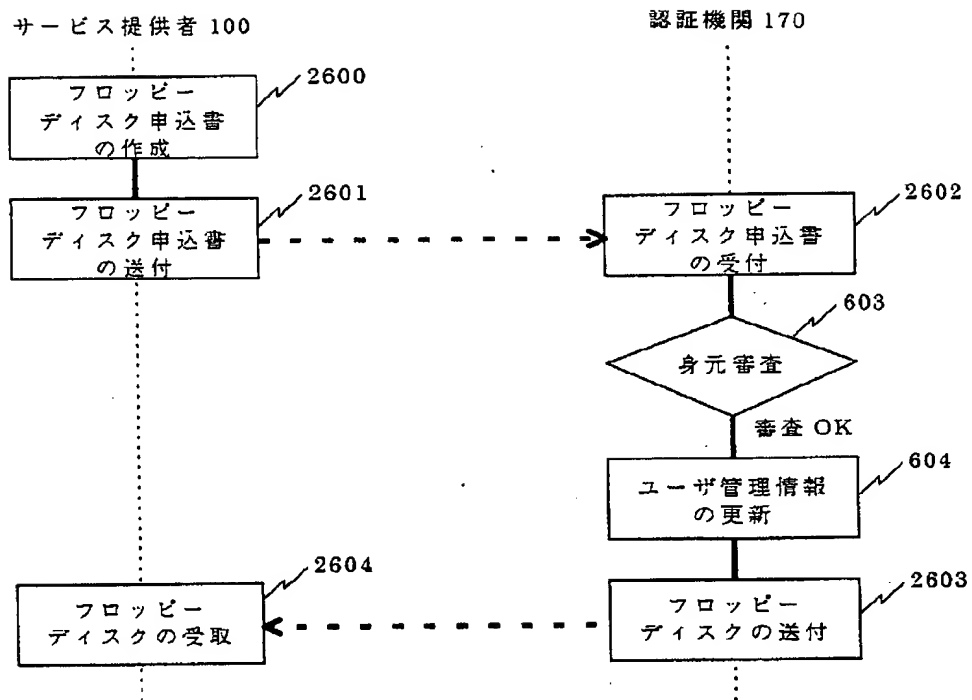 サービス提供者 100
認証機関 170
2600
フロッピー
ディスク申込書
の作成
2601
フロッピー
ディスク申込書
の送付
2602
フロッピー
ディスク申込書
の受付
603
身元審査
審査 OK
604
ユーザ管理情報
の更新
2603
フロッピー
ディスクの送付
2604
フロッピー
ディスクの受取